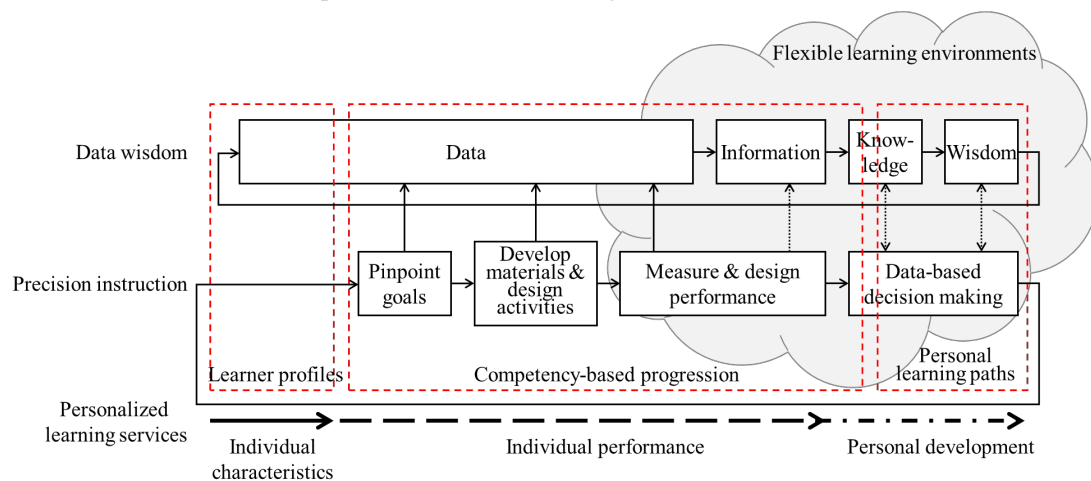 Flexible learning environments
Data wisdom
Data
Information
Know-
ledge
Wisdom
Precision instruction
Pinpoint
goals
Develop
materials &
design
activities
Measure & design
performance
Data-based
decision making
Learner profiles
Competency-based progression
Personal
learning paths
Personalized
learning services
Individual
characteristics
Individual performance
Personal development